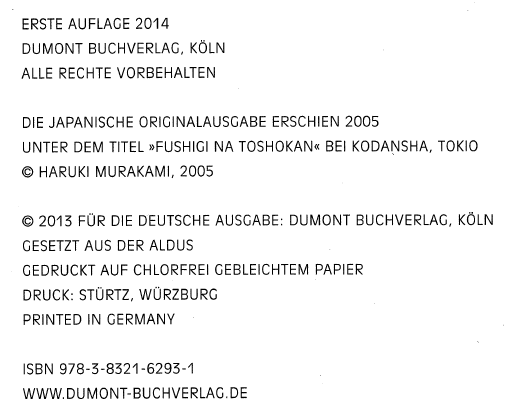 ERSTE AUFLAGE 2014
DUMONT BUCHVERLAG, KÖLN
ALLE RECHTE VORBEHALTEN
DIE JAPANISCHE ORIGINALAUSGABE ERSCHIEN 2005
UNTER DEM TITEL »FUSHIGI NA TOSHOKAN« BEI KODANSHA, TOKIO
© HARUKI MURAKAMI, 2005
© 2013 FÜR DIE DEUTSCHE AUSGABE: DUMONT BUCHVERLAG, KÖLN
GESETZT AUS DER ALDUS
GEDRUCKT AUF CHLORFREI GEBLEICHTEM PAPIER
DRUCK: STÜRTZ, WÜRZBURG
PRINTED IN GERMANY
ISBN 978-3-8321-6293-1
WWW.DUMONT-BUCHVERLAG.DE